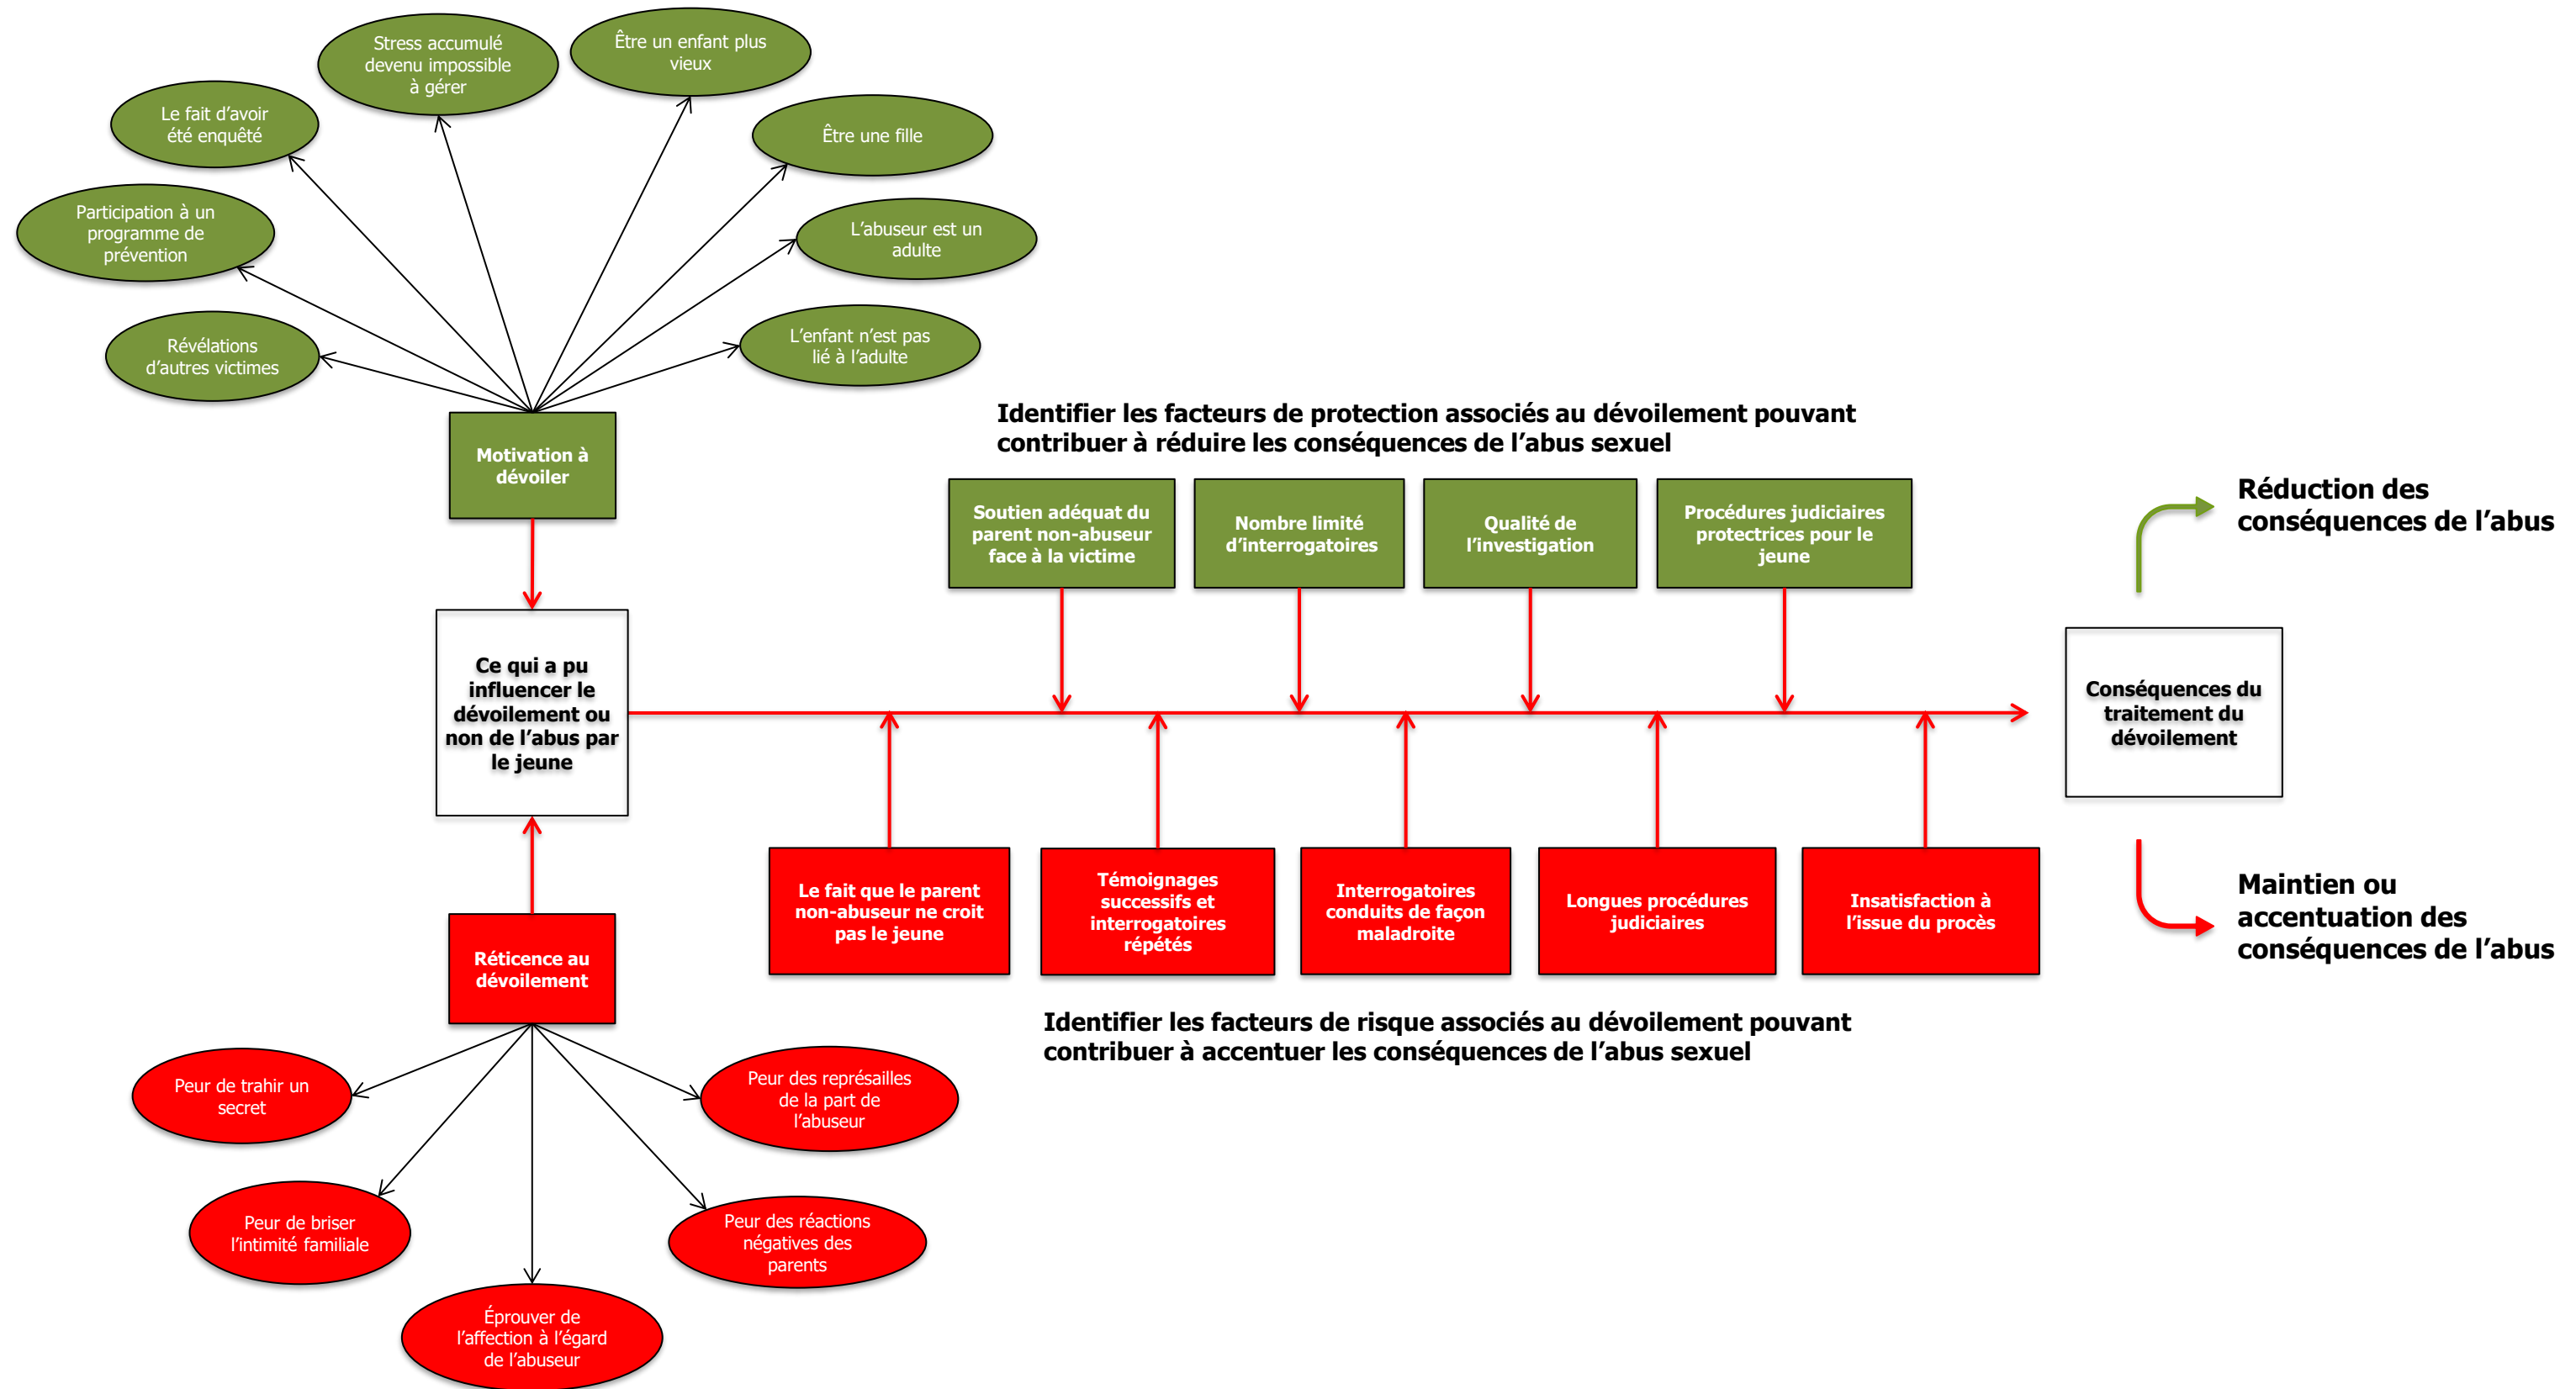 Stress accumulé
devenu impossible
à gérer
Être un enfant plus
vieux
Le fait d'avoir
été enquêté
Être une fille
Participation à un
programme de
prévention
L'abuseur est un
adulte
Révélations
d'autres victimes
L'enfant n'est pas
lié à l'adulte
Motivation à
dévoiler
Identifier les facteurs de protection associés au dévoilement pouvant
contribuer à réduire les conséquences de l'abus sexuel
Soutien adéquat du
parent non-abuseur
face à la victime
Nombre limité
d'interrogatoires
Qualité de
l'investigation
Procédures judiciaires
protectrices pour le
jeune
Réduction des
conséquences de l'abus
Ce qui a pu
influencer le
dévoilement ou
non de l'abus par
le jeune
Conséquences du
traitement du
dévoilement
Le fait que le parent
non-abuseur ne croit
pas le jeune
Témoignages
successifs et
interrogatoires
répétés
Interrogatoires
conduits de façon
maladroite
Longues procédures
judiciaires
Insatisfaction à
l'issue du procès
Maintien ou
accentuation des
conséquences de l'abus
Réticence au
dévoilement
Identifier les facteurs de risque associés au dévoilement pouvant
contribuer à accentuer les conséquences de l'abus sexuel
Peur de trahir un
secret
Peur des représailles
de la part de
l'abuseur
Peur de briser
l'intimité familiale
Peur des réactions
négatives des
parents
Éprouver de
l'affection à l'égard
de l'abuseur